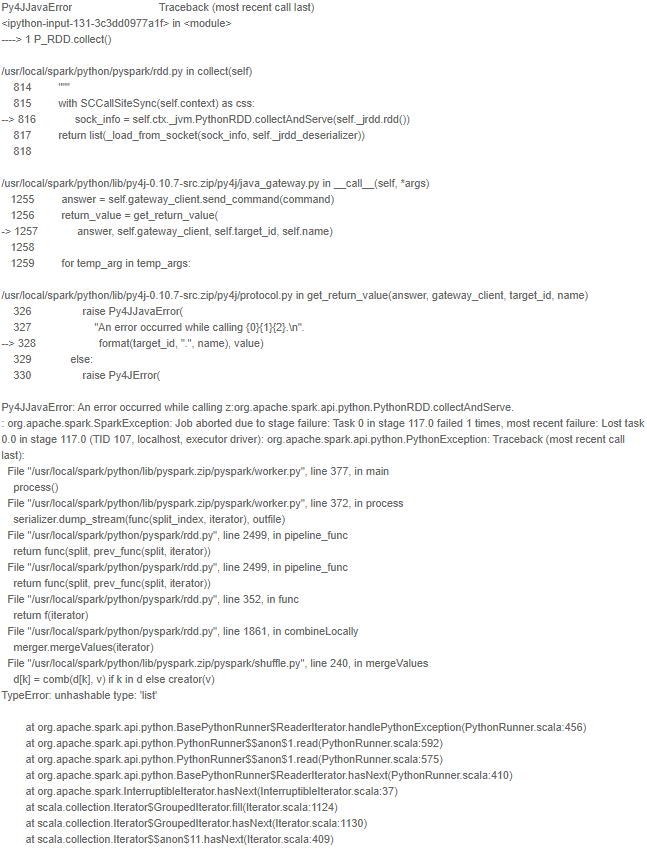 Py4JJavaError Traceback (most recent call last)
<ipython-input-131-3c3dd0977a1f> in <module>
----> 1 P_RDD.collect()
/usr/local/spark/python/pyspark/rdd.py in collect(self)
814 """
815 with SCCallSiteSync(self.context) as css:
--> 816 sock_info = self.ctx._jvm.PythonRDD.collectAndServe(self._jrdd.rdd())
817 return list(_load_from_socket(sock_info, self._jrdd_deserializer))
818
/usr/local/spark/python/lib/py4j-0.10.7-src.zip/py4j/java_gateway.py in __call__(self, *args)
1255 answer = self.gateway_client.send_command(command)
1256 return_value = get_return_value(
-> 1257 answer, self.gateway_client, self.target_id, self.name)
1258
1259 for temp_arg in temp_args:
/usr/local/spark/python/lib/py4j-0.10.7-src.zip/py4j/protocol.py in get_return_value(answer, gateway_client, target_id, name)
326 raise Py4JJavaError(
327 "An error occurred while calling {0}{1}{2}.\n".
--> 328 format(target_id, ".", name), value)
329 else:
330 raise Py4JError(
Py4JJavaError: An error occurred while calling z:org.apache.spark.api.python.PythonRDD.collectAndServe.
: org.apache.spark.SparkException: Job aborted due to stage failure: Task 0 in stage 117.0 failed 1 times, most recent failure: Lost task
0.0 in stage 117.0 (TID 107, localhost, executor driver): org.apache.spark.api.python.PythonException: Traceback (most recent call
last):
File "/usr/local/spark/python/lib/pyspark.zip/pyspark/worker.py", line 377, in main
process()
File "/usr/local/spark/python/lib/pyspark.zip/pyspark/worker.py", line 372, in process
serializer.dump_stream(func(split_index, iterator), outfile)
File "/usr/local/spark/python/pyspark/rdd.py", line 2499, in pipeline_func
return func(split, prev_func(split, iterator))
File "/usr/local/spark/python/pyspark/rdd.py", line 2499, in pipeline_func
return func(split, prev_func(split, iterator))
File "/usr/local/spark/python/pyspark/rdd.py", line 352, in func
return f(iterator)
File "/usr/local/spark/python/pyspark/rdd.py", line 1861, in combineLocally
merger.mergeValues(iterator)
File "/usr/local/spark/python/lib/pyspark.zip/pyspark/shuffle.py", line 240, in mergeValues
d[k] = comb(d[k], v) if k in d else creator(v)
TypeError: unhashable type: 'list'
at org.apache.spark.api.python.BasePythonRunner$ReaderIterator.handlePythonException(PythonRunner.scala:456)
at org.apache.spark.api.python.PythonRunner$$anon$1.read(PythonRunner.scala:592)
at org.apache.spark.api.python.PythonRunner$$anon$1.read(PythonRunner.scala:575)
at org.apache.spark.api.python.BasePythonRunner$ReaderIterator.hasNext(PythonRunner.scala:410)
at org.apache.spark.InterruptibleIterator.hasNext(InterruptibleIterator.scala:37)
at scala.collection.Iterator$GroupedIterator.fill(Iterator.scala:1124)
at scala.collection.Iterator$GroupedIterator.hasNext(Iterator.scala:1130)
at scala.collection.Iterator$$anon$11.hasNext(Iterator.scala:409)